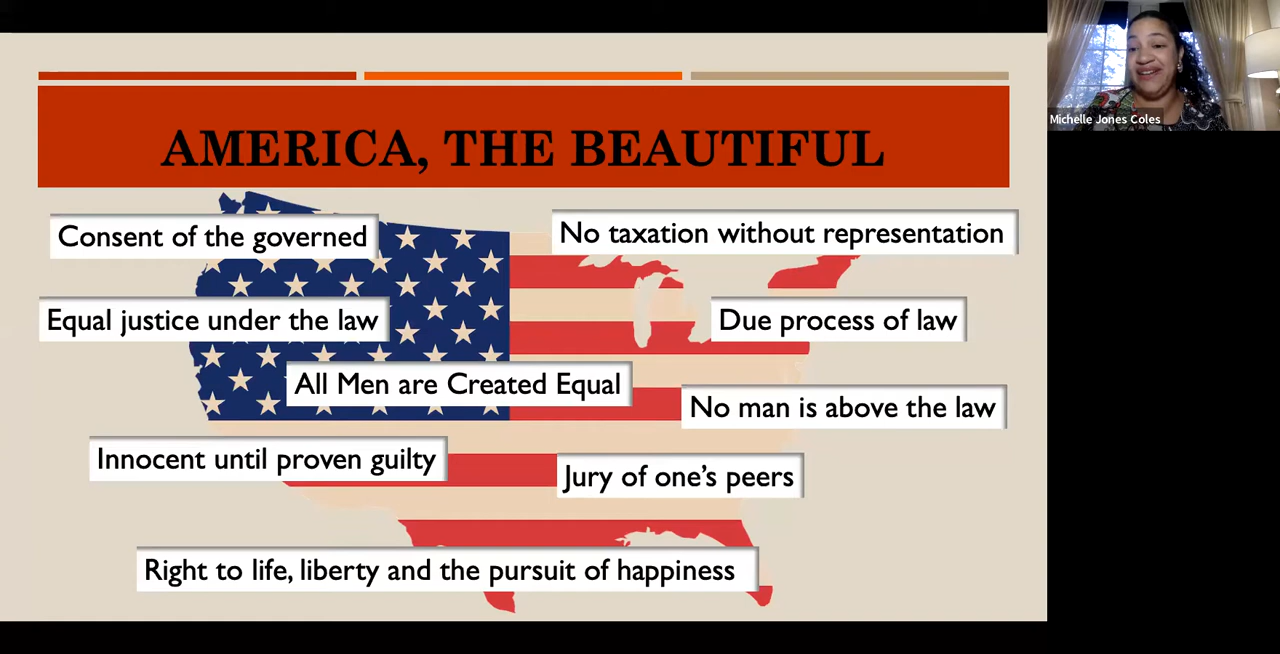 AMERICA, THE BEAUTIFUL
Consent of the governed
No taxation without representation
Equal justice under the law
Due process of law
All Men are Created Equal
No man is above the law
Innocent until proven guilty
Jury of one's peers
Right to life, liberty and the pursuit of happiness
Michelle Jones Coles